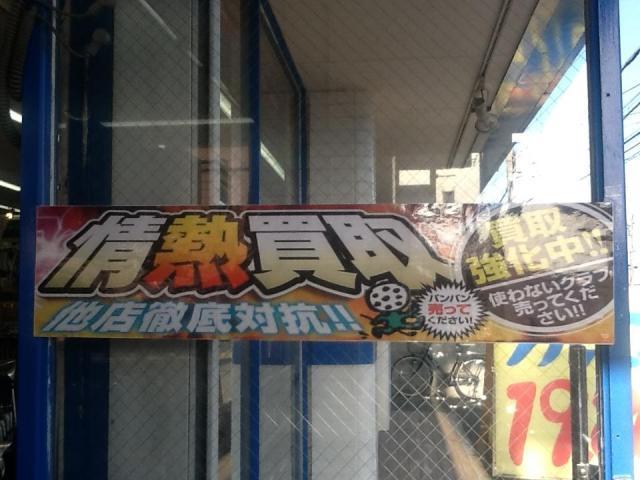 情熱買取
他店徹底対抗!!
バンバン
売って
ください!
買取
強化中!!
使わないクラブ
売ってくだ
さい!!
198